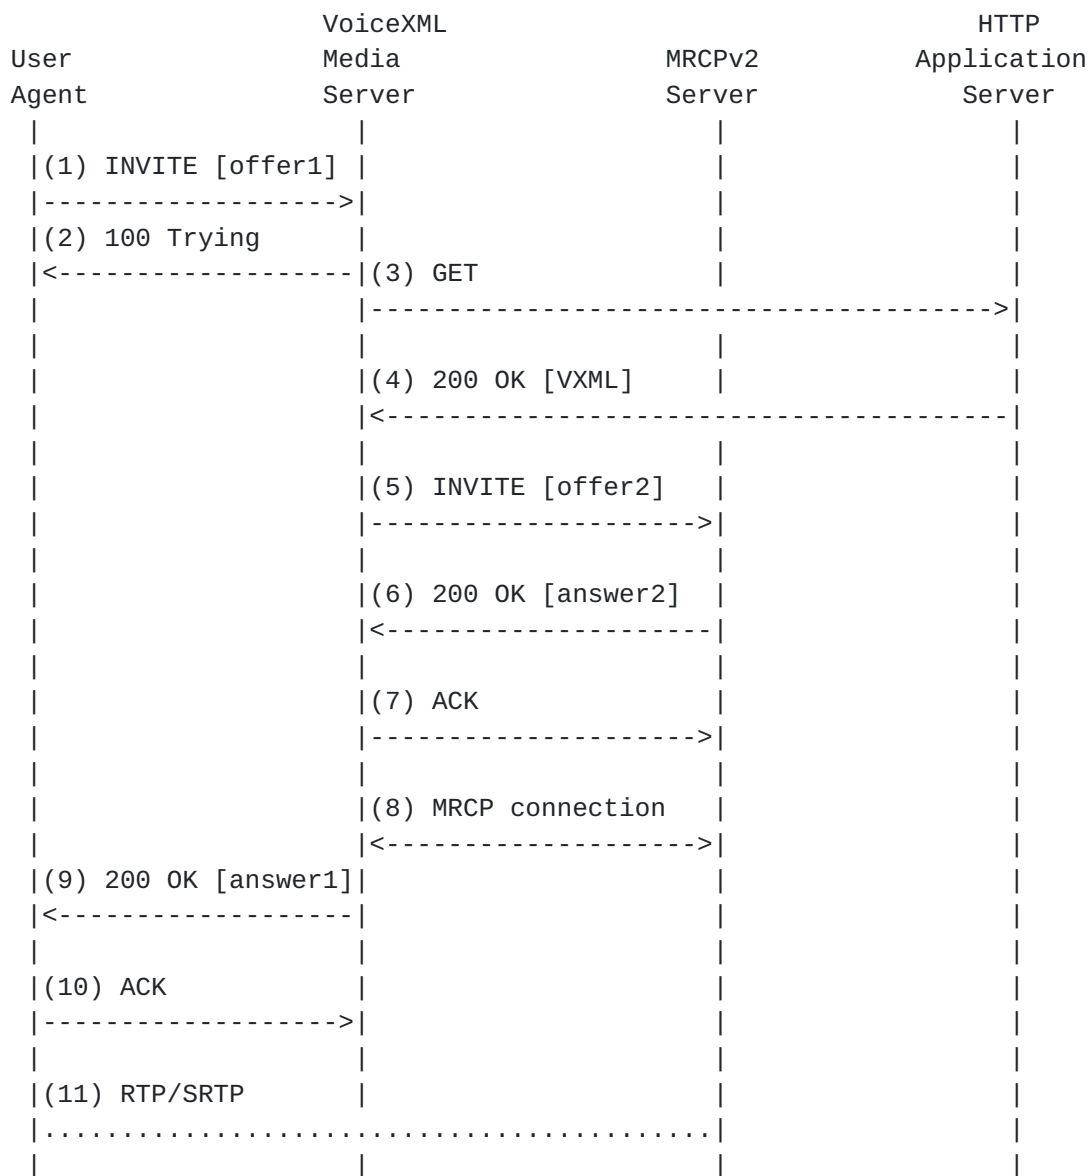 VoiceXML HTTP
User Media MRCPv2 Application
Agent Server Server Server
(1) INVITE [offer1]
(2) 100 Trying
(3) GET
(4) 200 OK [VXML]
(5) INVITE [offer2]
(6) 200 OK [answer2]
(7) ACK
(8) MRCP connection
(9) 200 OK [answer1]
(10) ACK
(11) RTP/SRTP